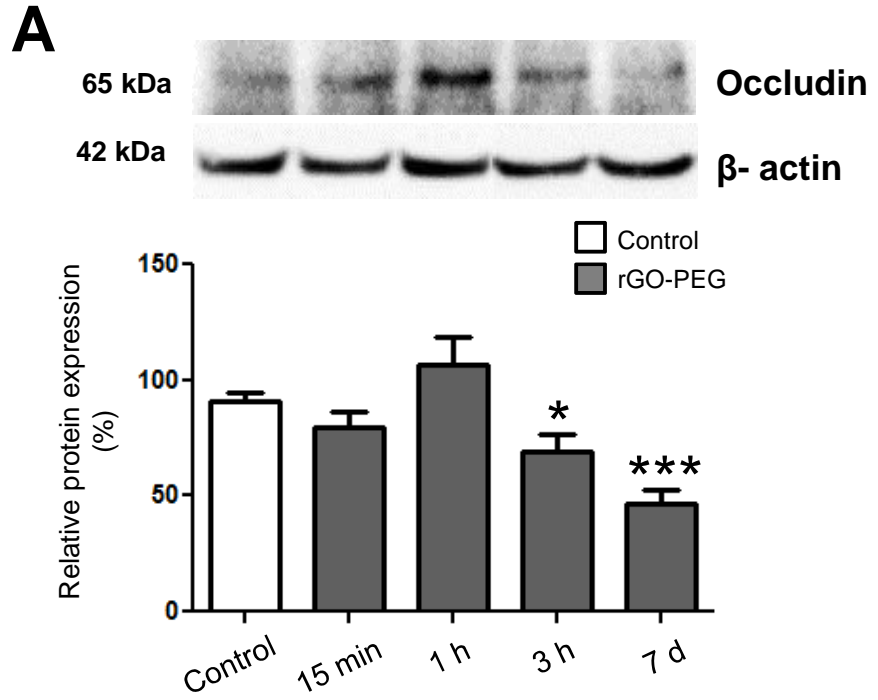 A
65 kDa
Occludin
42 kDa
β- actin
Control
rGO-PEG
Relative protein expression
(%)
150
100
50
0
*
***
Control
15 min
1 h
3 h
7 d